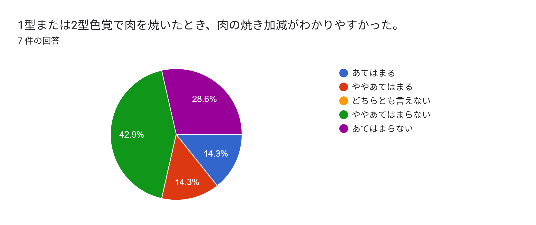 1型または2型色覚で肉を焼いたとき、肉の焼き加減がわかりやすかった。
7 件の回答
あてはまる
ややあてはまる
どちらとも言えない
ややあてはまらない
あてはまらない
28.6%
42.9%
14.3%
14.3%